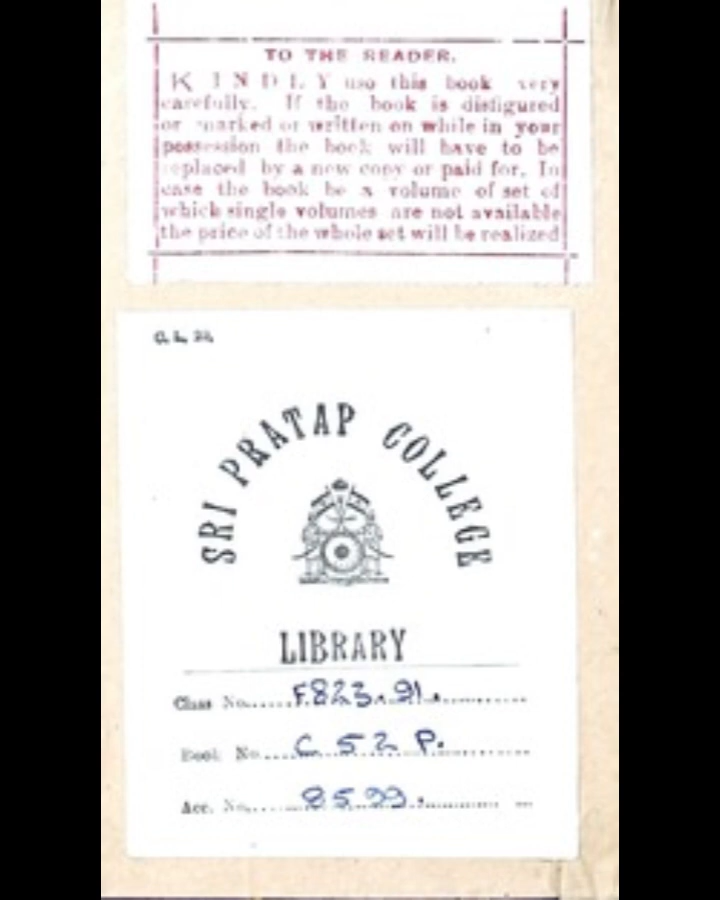 TO THE READER.
K I N D L Y use this book very
carefully. If the book is disfigured
or marked or written on while in your
possession the book will have to be
replaced by a new copy or paid for. In
case the book be a volume of set of
which single volumes are not available
the price of the whole set will be realized
C. L. 29.
SRI PRATAP COLLEGE
LIBRARY
Class No. F823.91.
Book No. C 52 P.
Acc. No. 8599.